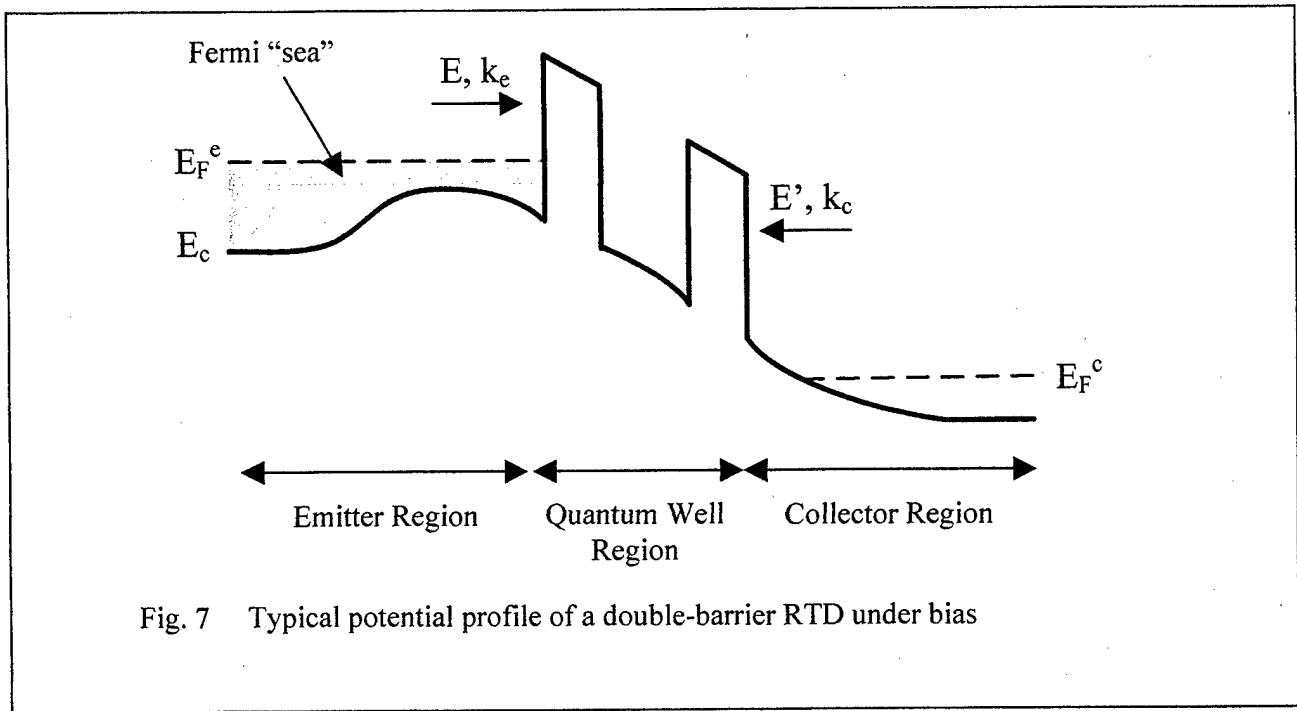 Fermi “sea”
E, kₑ
E_F^e
E_c
E’, k_c
E_F^c
Emitter Region
Quantum Well
Region
Collector Region
Fig. 7 Typical potential profile of a double-barrier RTD under bias